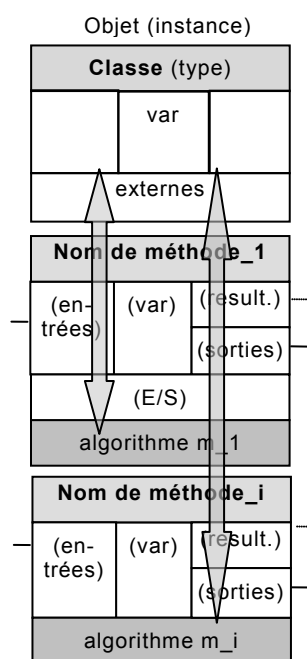 Objet (instance)
Classe (type)
var
externes
Nom de méthode_1
(en-
trées)
(var)
(result.)
(sorties)
(E/S)
algorithme m_1
Nom de méthode_i
(en-
trées)
(var)
(result.)
(sorties)
algorithme m_i